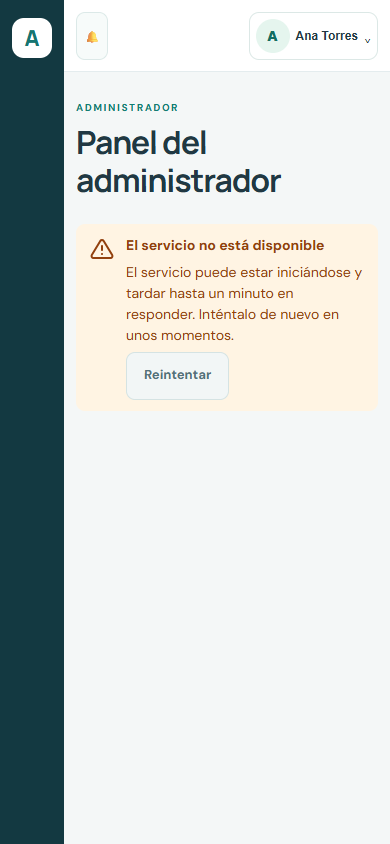 A
A Ana Torres
ADMINISTRADOR
Panel del
administrador
El servicio no está disponible
El servicio puede estar iniciándose y
tardar hasta un minuto en
responder. Inténtalo de nuevo en
unos momentos.
Reintentar